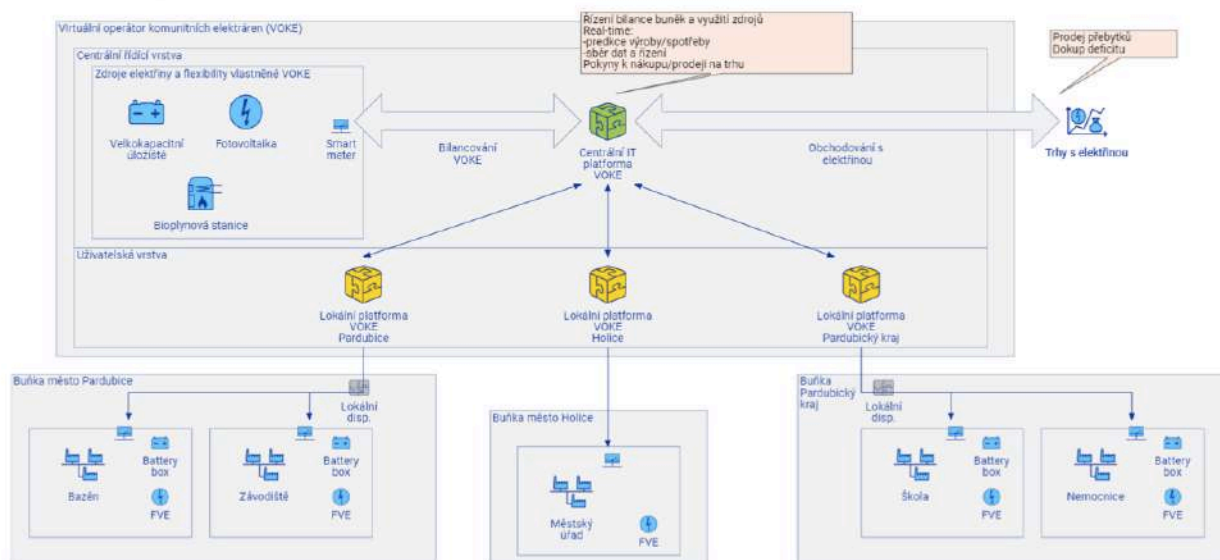 Virtuální operátor komunitních elektráren (VOKE)
Řízení bilance buněk a využití zdrojů
Real-time:
-predkce výroby/spotřeby
-sběr dat a řízení
Pokyny k nákupu/prodeji na trhu
Prodej přebytků
Dokup deficitu
Centrální řídící vrstva
Zdroje elektřiny a flexibility vlastněné VOKE
Velkokapacitní
úložiště
Fotovoltaika
Smart
meter
Bioplynová stanice
Bilancování
VOKE
Centrální IT
platforma
VOKE
Obchodování s
elektřinou
Trhy s elektřinou
Uživatelská vrstva
Lokální platforma
VOKE
Pardubice
Lokální platforma
VOKE
Holice
Lokální platforma
VOKE
Pardubický kraj
Buňka město Pardubice
Lokální
disp.
Bazén
Battery
box
FVE
Závodiště
Battery
box
FVE
Buňka město Holice
Městský
úřad
FVE
Buňka
Pardubický
kraj
Lokální
disp.
Škola
Battery
box
FVE
Nemocnice
Battery
box
FVE